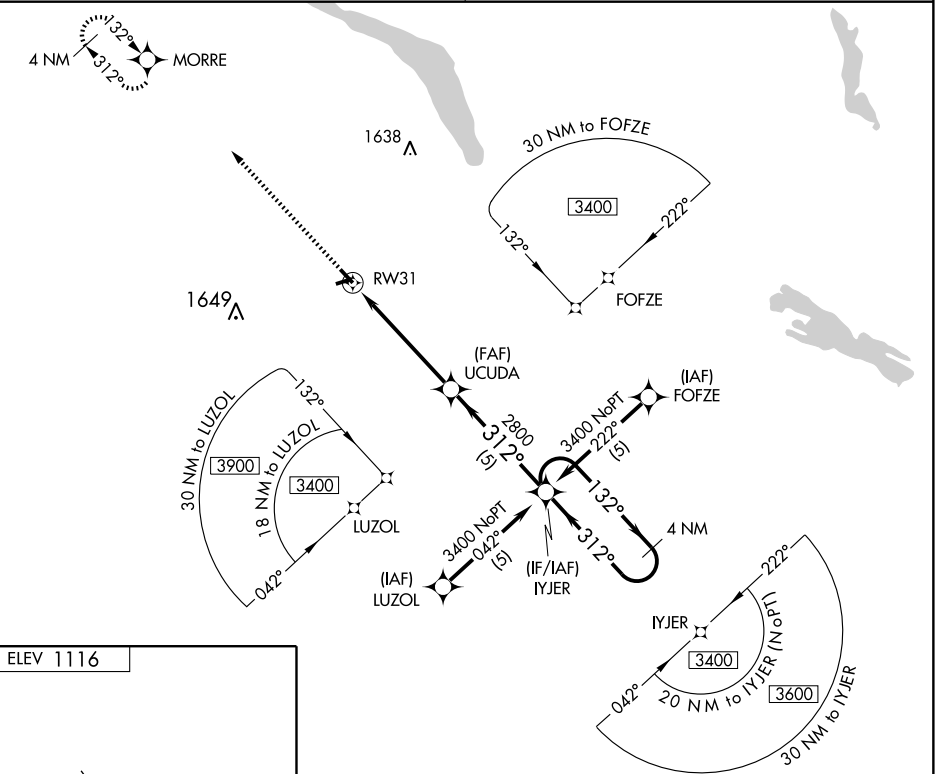 132°
4 NM
312°
MORRE
1638
30 NM to FOFZE
3400
132°
222°
FOFZE
RW31
1649
(FAF)
UCUDA
(IAF)
FOFZE
2800
312°
(5)
3400 NoPT
222°
(5)
30 NM to LUZOL
132°
18 NM to LUZOL
3900
3400
LUZOL
042°
3400 NoPT
042°
(5)
(IAF)
LUZOL
132°
312°
4 NM
(IF/IAF)
IYJER
222°
IYJER
3400
042°
20 NM to IYJER (NoPT)
3600
30 NM to IYJER
ELEV 1116